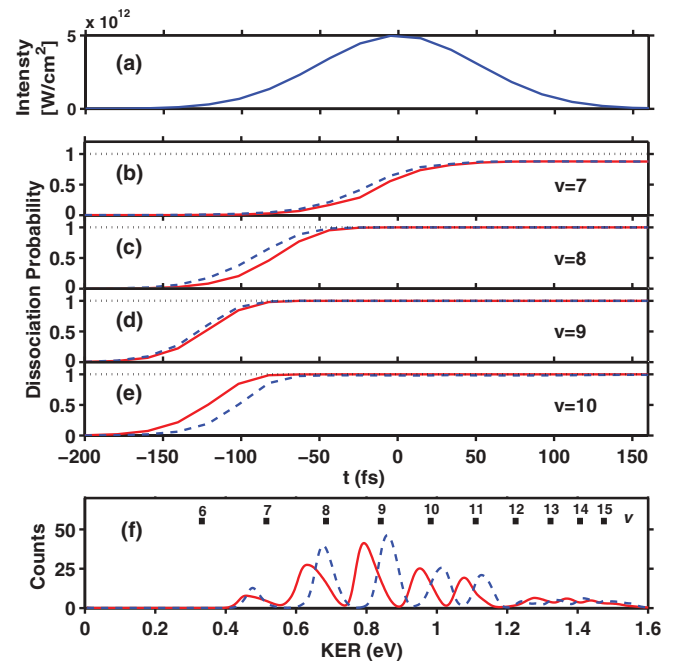 x 10^12
Intensty
[W/cm²]
5
0
(a)
Dissociation Probability
1
0.5
0
(b)
v=7
1
0.5
0
(c)
v=8
1
0.5
0
(d)
v=9
1
0.5
0
(e)
v=10
−200 −150 −100 −50 0 50 100 150
t (fs)
(f)
6 7 8 9 10 11 12 13 14 15 v
Counts
50
25
0
0 0.2 0.4 0.6 0.8 1 1.2 1.4 1.6
KER (eV)